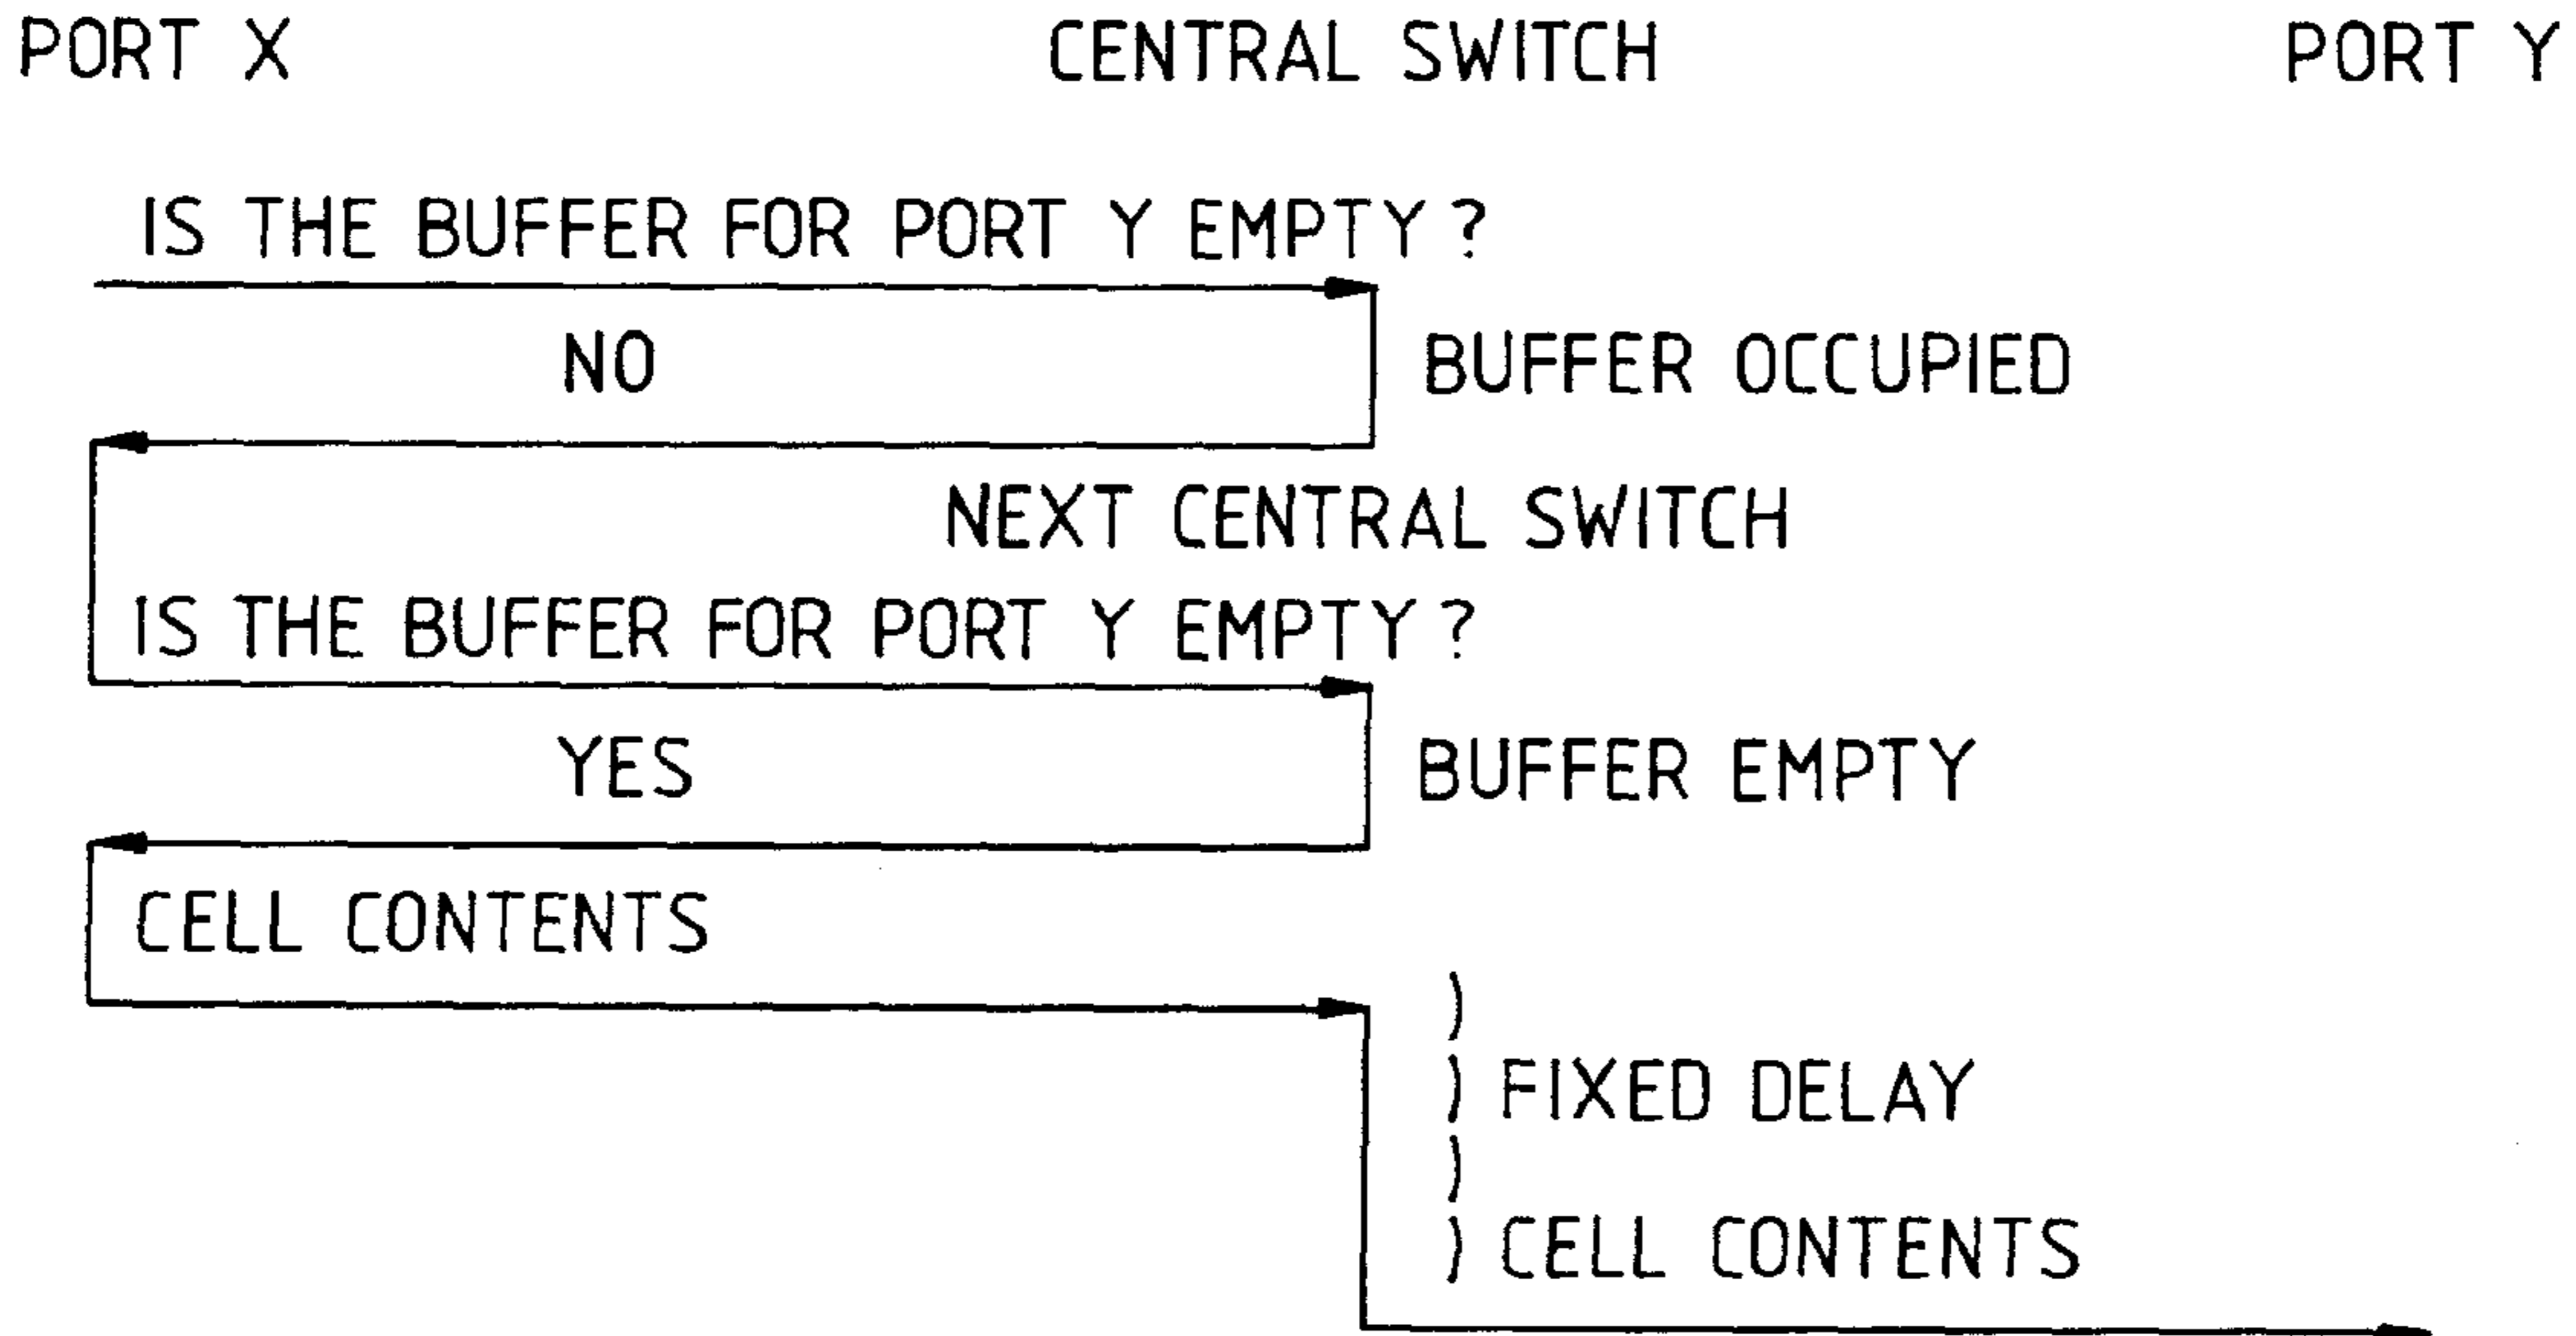 PORT X CENTRAL SWITCH PORT Y
IS THE BUFFER FOR PORT Y EMPTY?
NO BUFFER OCCUPIED
NEXT CENTRAL SWITCH
IS THE BUFFER FOR PORT Y EMPTY?
YES BUFFER EMPTY
CELL CONTENTS
)
) FIXED DELAY
)
) CELL CONTENTS